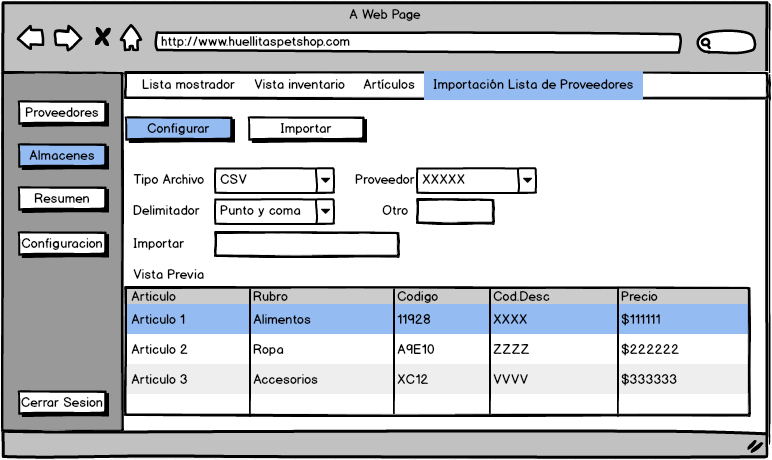 A Web Page
http://www.huellitaspetshop.com
Lista mostrador Vista inventario Artículos Importación Lista de Proveedores
Proveedores
Almacenes
Resumen
Configuracion
Cerrar Sesion
Configurar Importar
Tipo Archivo CSV Proveedor XXXXX
Delimitador Punto y coma Otro
Importar
Vista Previa
Articulo Rubro Codigo Cod.Desc Precio
Articulo 1 Alimentos 11928 XXXX $111111
Articulo 2 Ropa A9E10 ZZZZ $222222
Articulo 3 Accesorios XC12 VVVV $333333